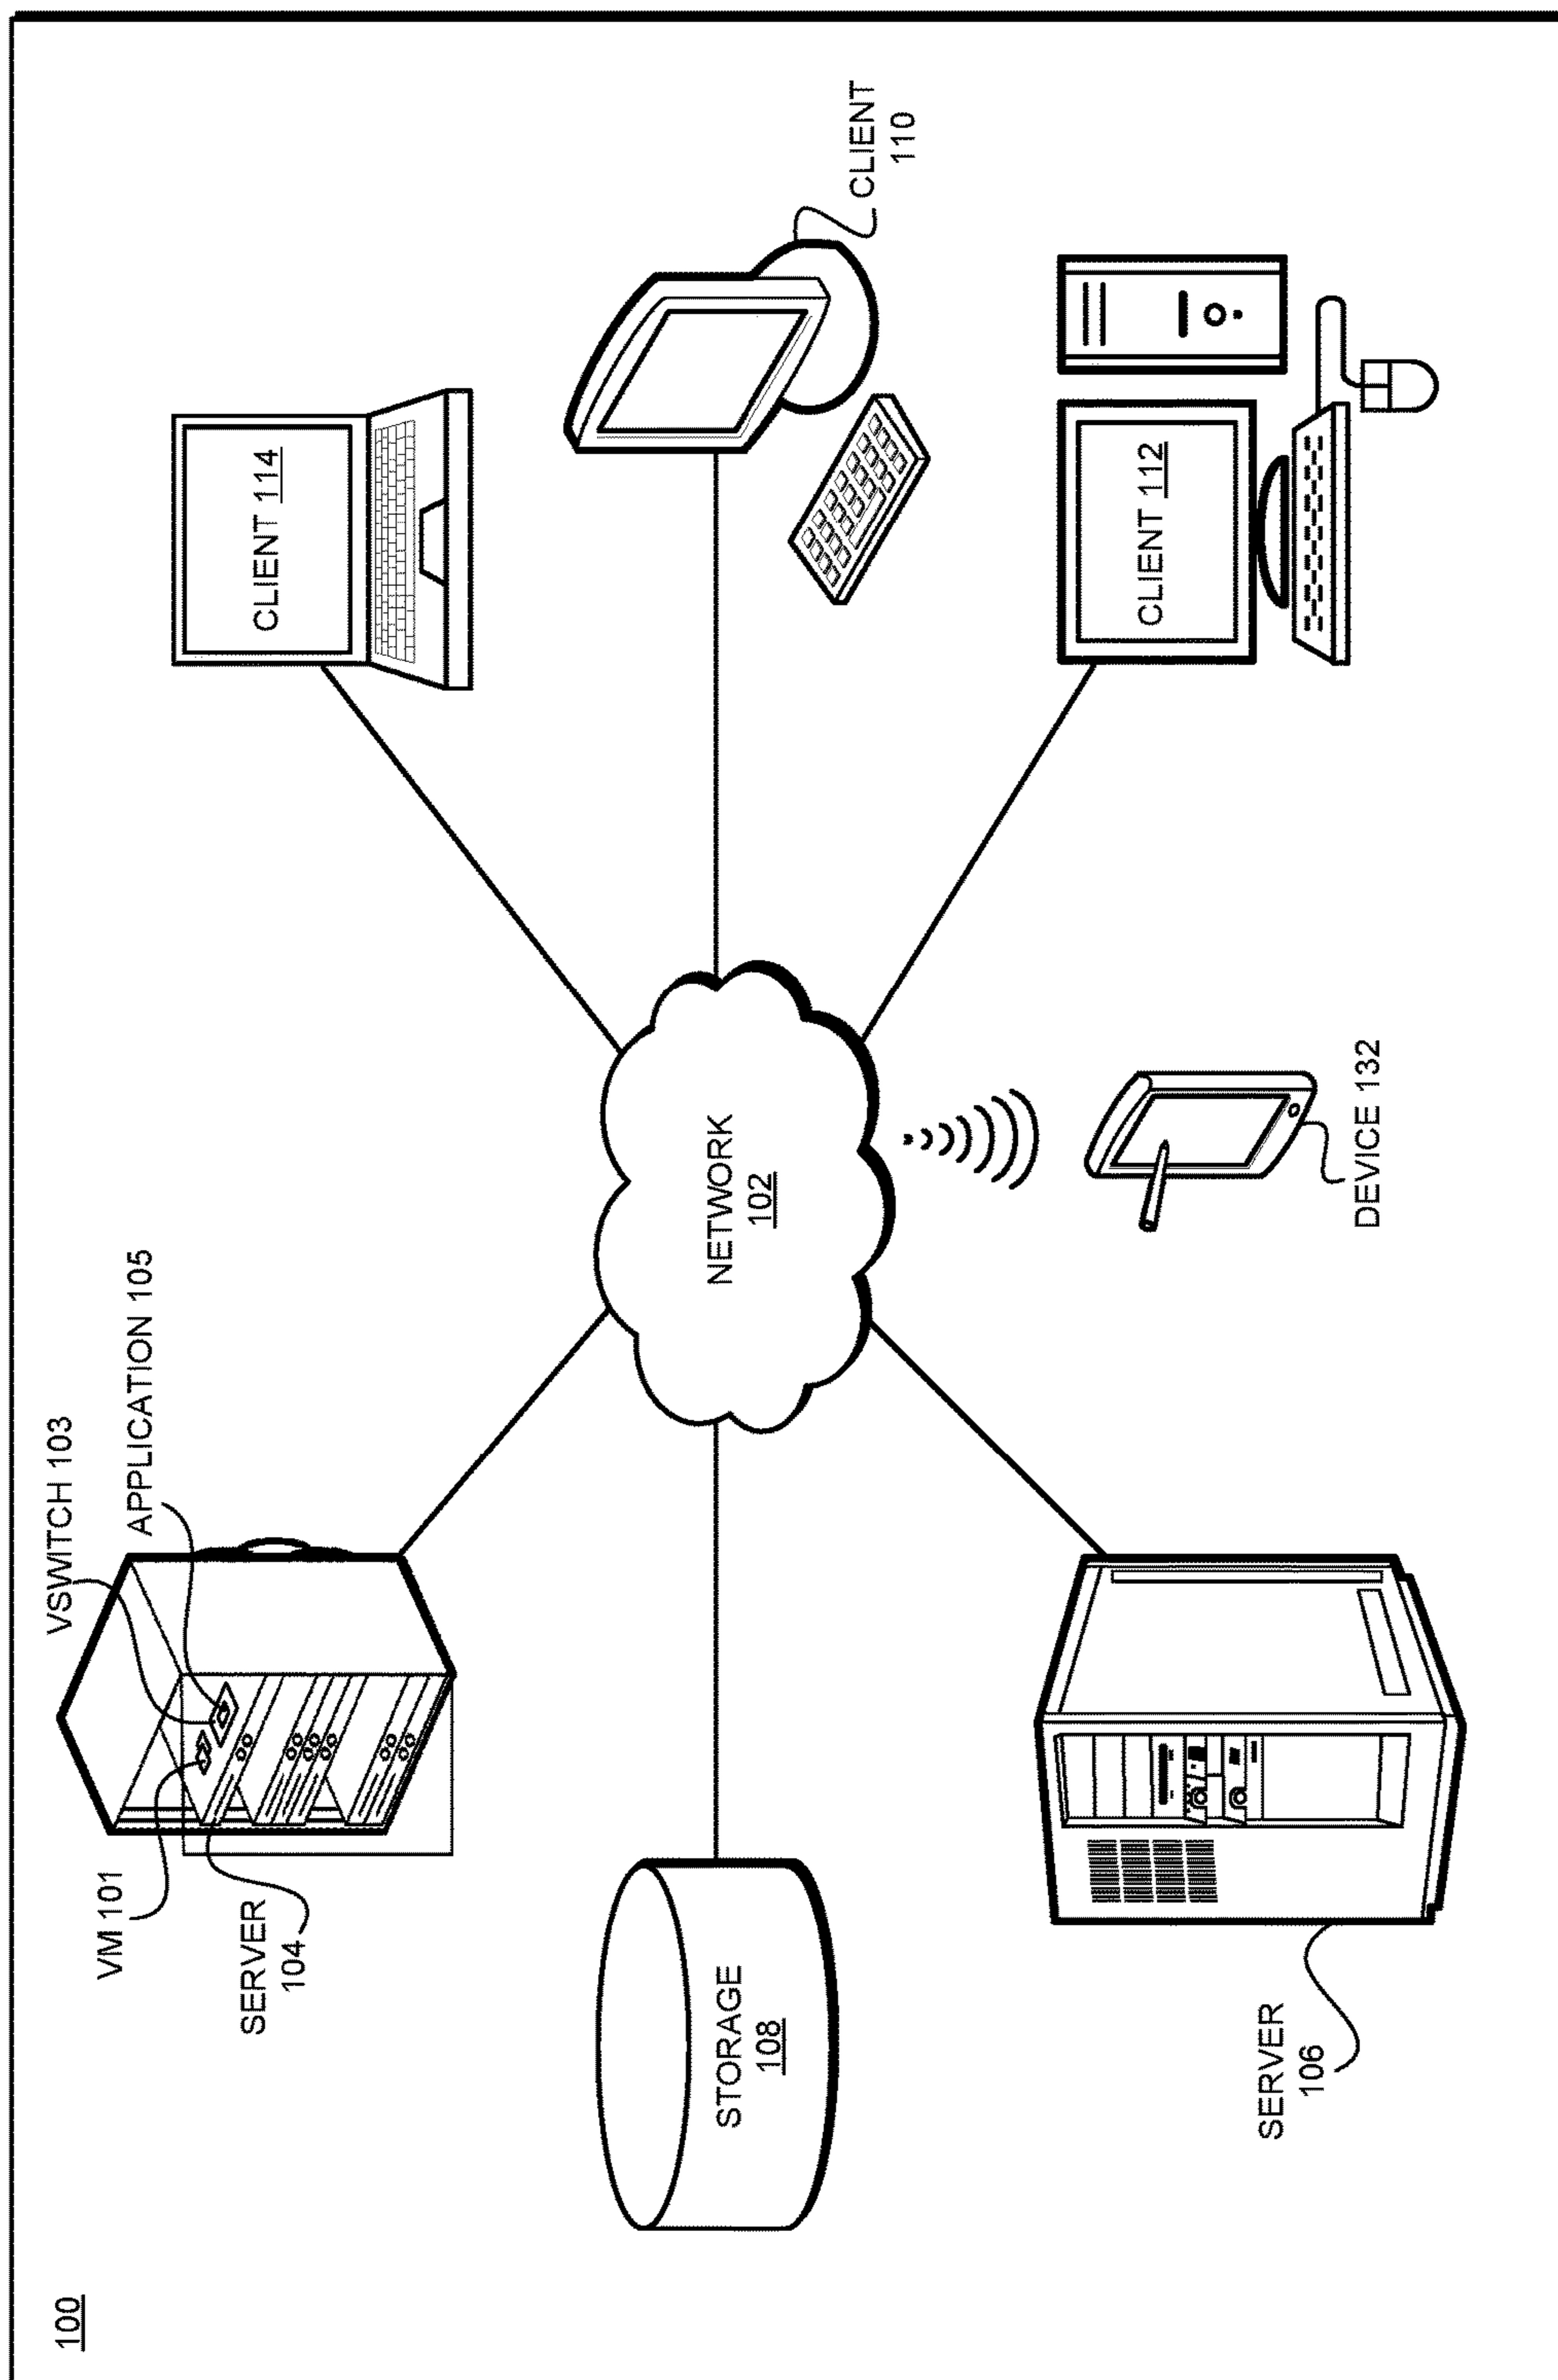 100
VM 101
VSWITCH 103
APPLICATION 105
SERVER
104
CLIENT 114
STORAGE
108
NETWORK
102
CLIENT
110
SERVER
106
DEVICE 132
CLIENT 112